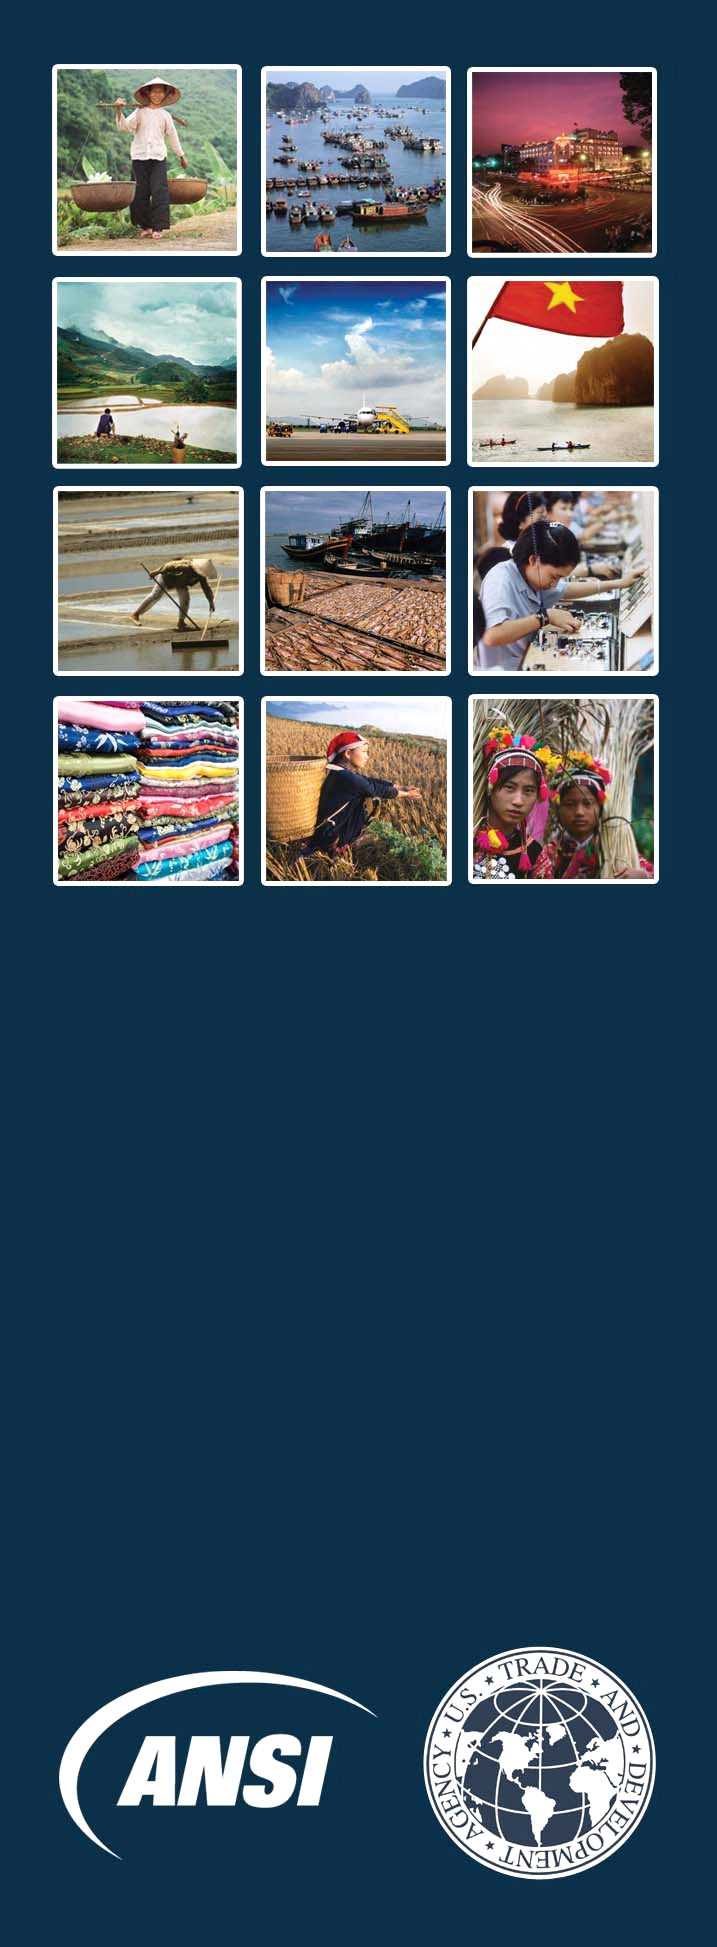 ANSI
U.S. ★ TRADE ★ AND ★ DEVELOPMENT ★ AGENCY ★